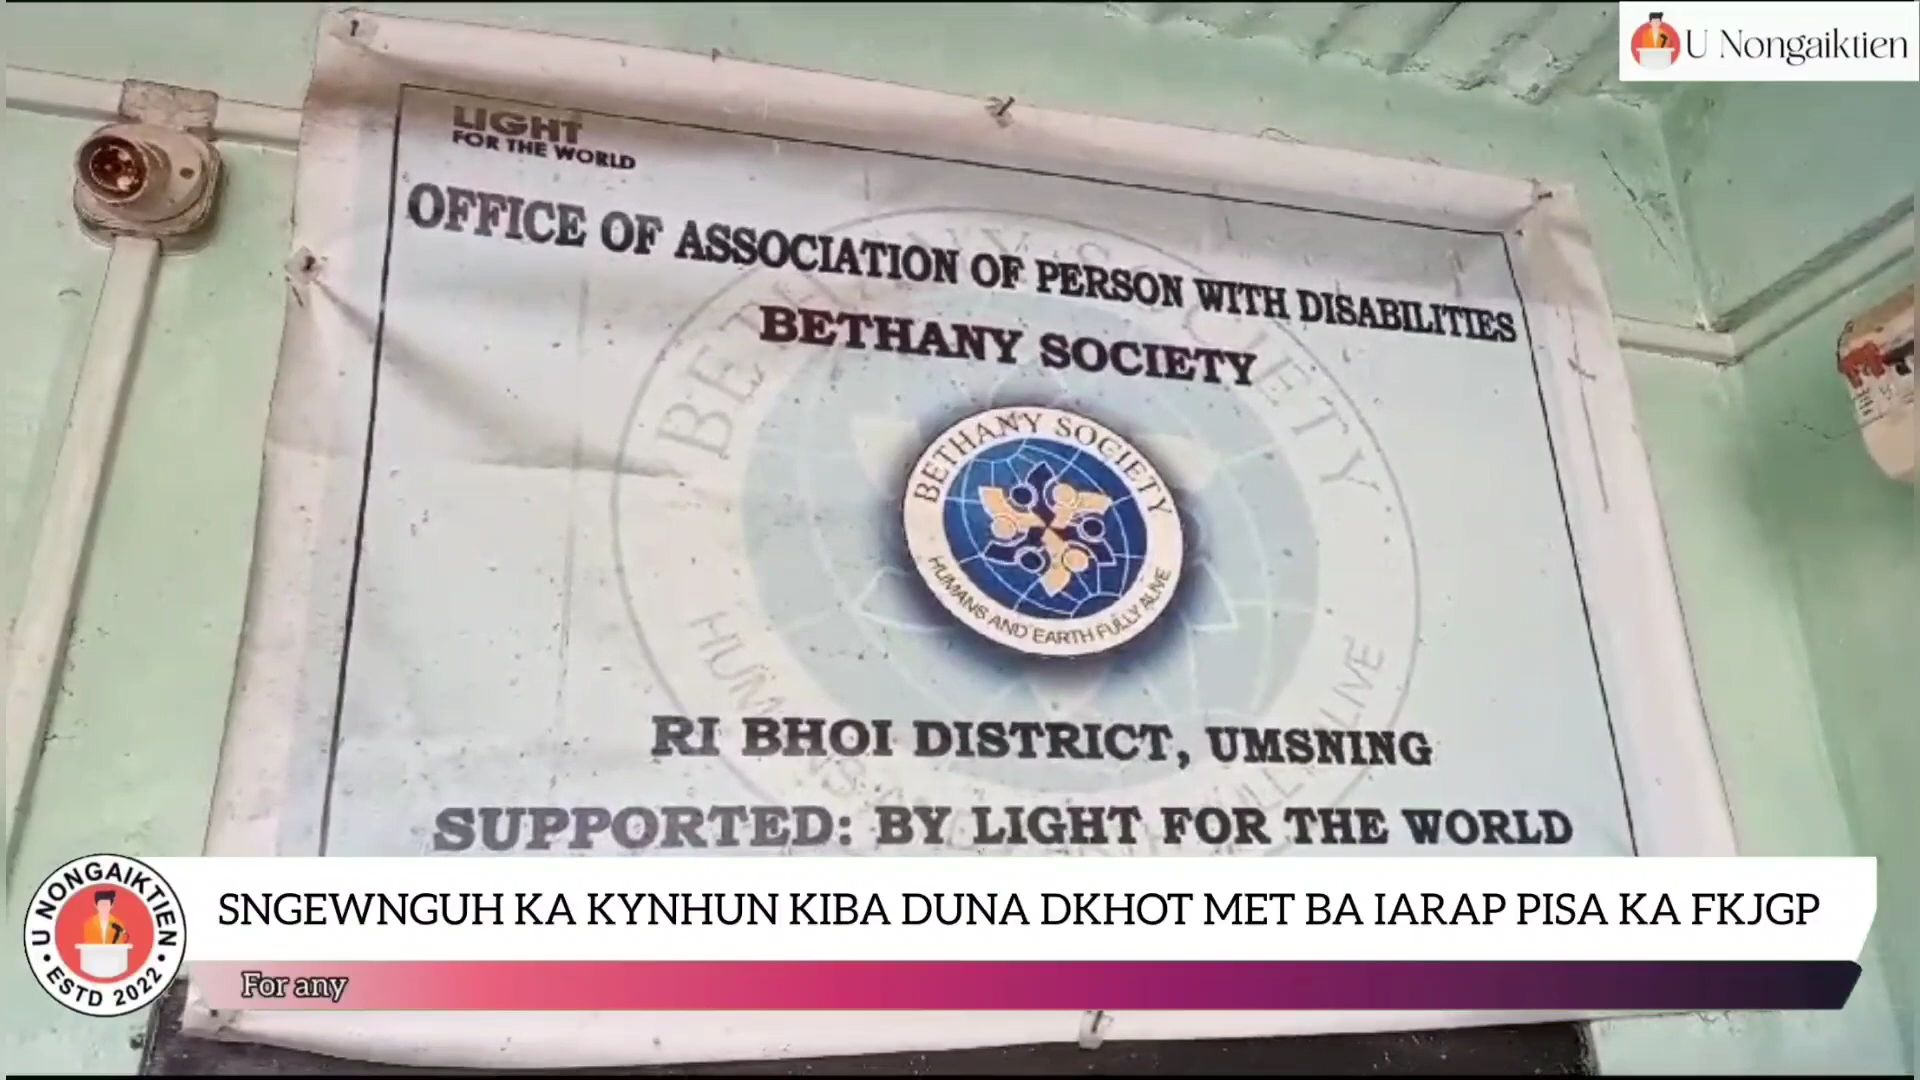 U Nongaiktien
LIGHT
FOR THE WORLD
OFFICE OF ASSOCIATION OF PERSON WITH DISABILITIES
BETHANY SOCIETY
BETHANY SOCIETY
HUMANS AND EARTH FULLY ALIVE
RI BHOI DISTRICT, UMSNING
SUPPORTED: BY LIGHT FOR THE WORLD
U NONGAIKTIEN
ESTD 2022
SNGEWNGUH KA KYNHUN KIBA DUNA DKHOT MET BA IARAP PISA KA FKJGP
For any